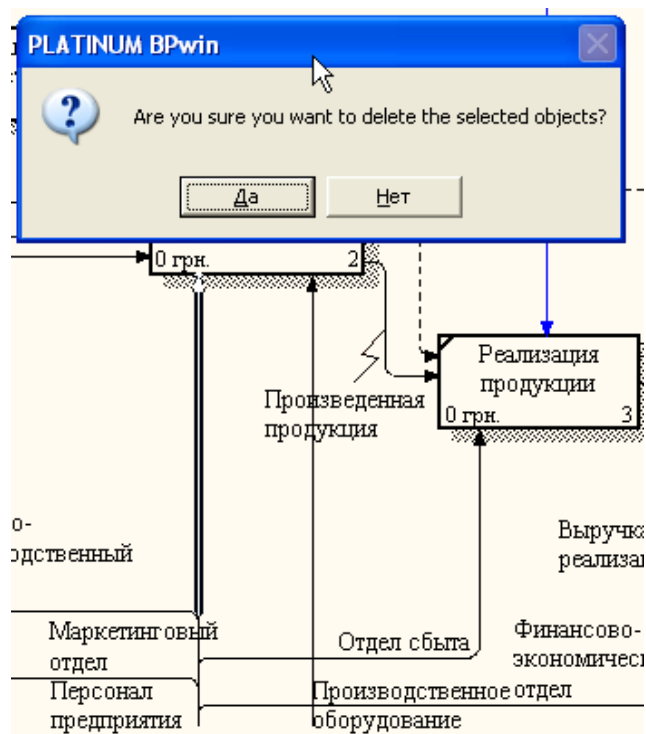 PLATINUM BPwin
Are you sure you want to delete the selected objects?
Да
Нет
0 грн.
2
Реализация
продукции
0 грн.
3
Произведенная
продукция
о-
одственный
Выручка
реализац
Маркетинговый
отдел
Отдел сбыта
Финансово-
экономичес
отдел
Персонал
предприятия
Производственное
оборудование